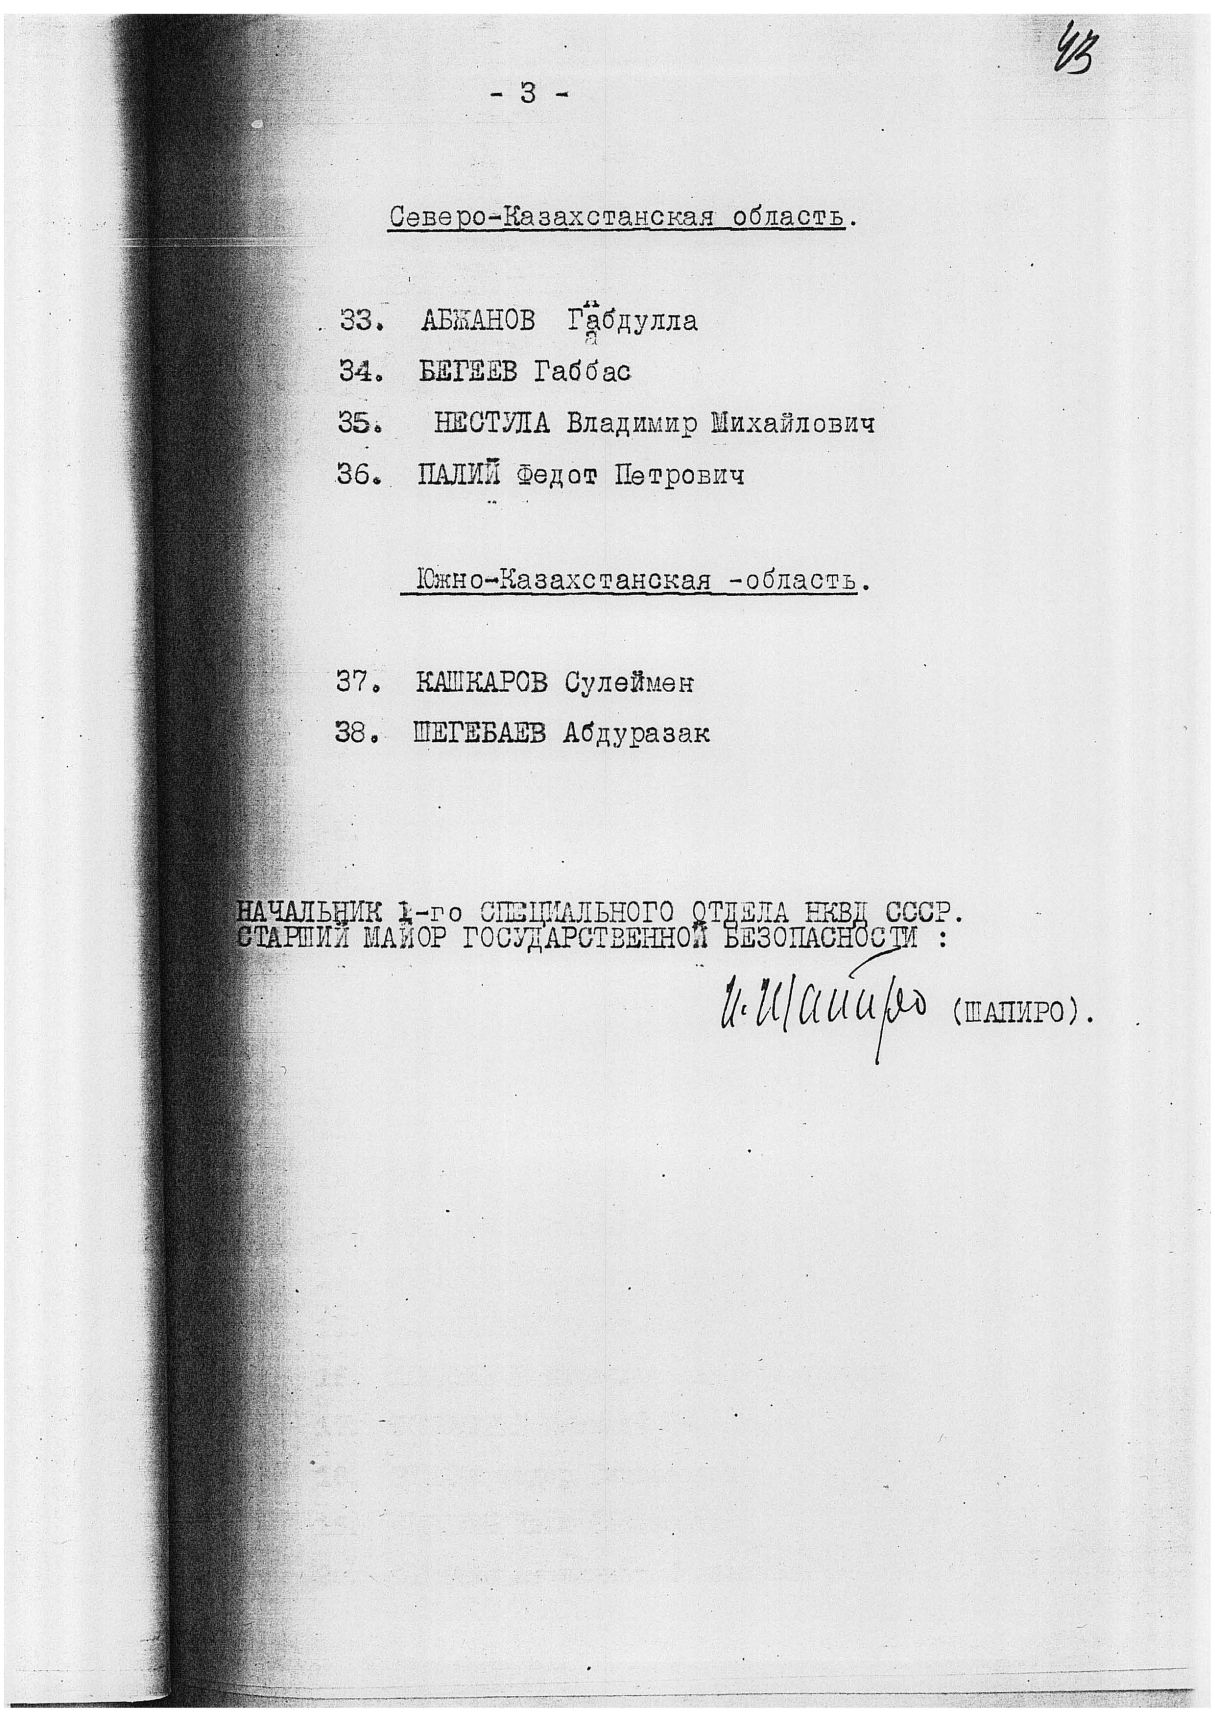 43
- 3 -
Северо-Казахстанская область.
33. АБЖАНОВ Габдулла
34. БЕГЕЕВ Габбас
35. НЕСТУЛА Владимир Михайлович
36. ПАЛИЙ Федот Петрович
Южно-Казахстанская -область.
37. КАШКАРОВ Сулеймен
38. ШЕГЕБАЕВ Абдуразак
НАЧАЛЬНИК 1-го СПЕЦИАЛЬНОГО ОТДЕЛА НКВД СССР.
СТАРШИЙ МАЙОР ГОСУДАРСТВЕННОЙ БЕЗОПАСНОСТИ :
И. Шапиро (ШАПИРО).